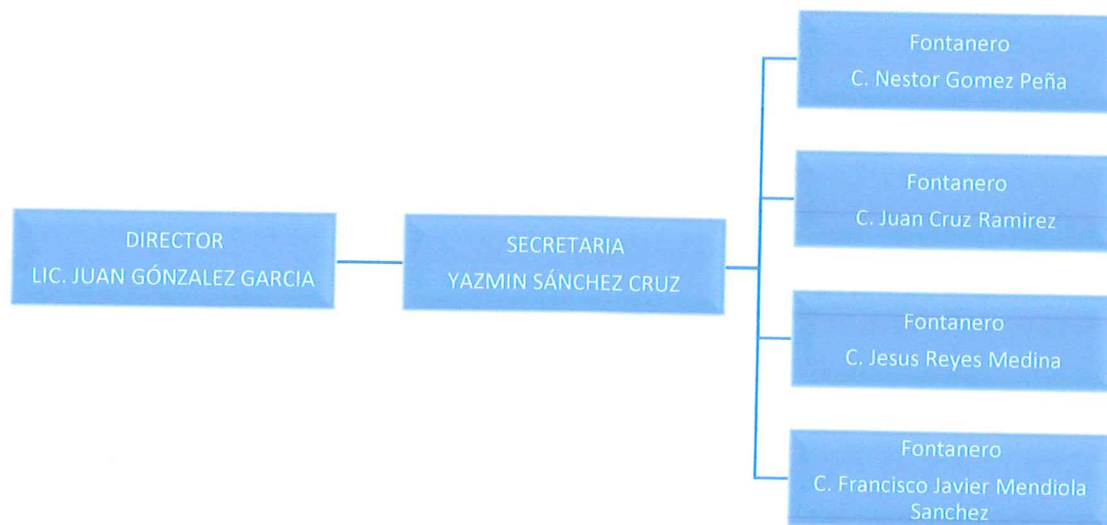 DIRECTOR
LIC. JUAN GÓNZALEZ GARCIA
SECRETARIA
YAZMIN SÁNCHEZ CRUZ
Fontanero
C. Nestor Gomez Peña
Fontanero
C. Juan Cruz Ramirez
Fontanero
C. Jesus Reyes Medina
Fontanero
C. Francisco Javier Mendiola
Sanchez